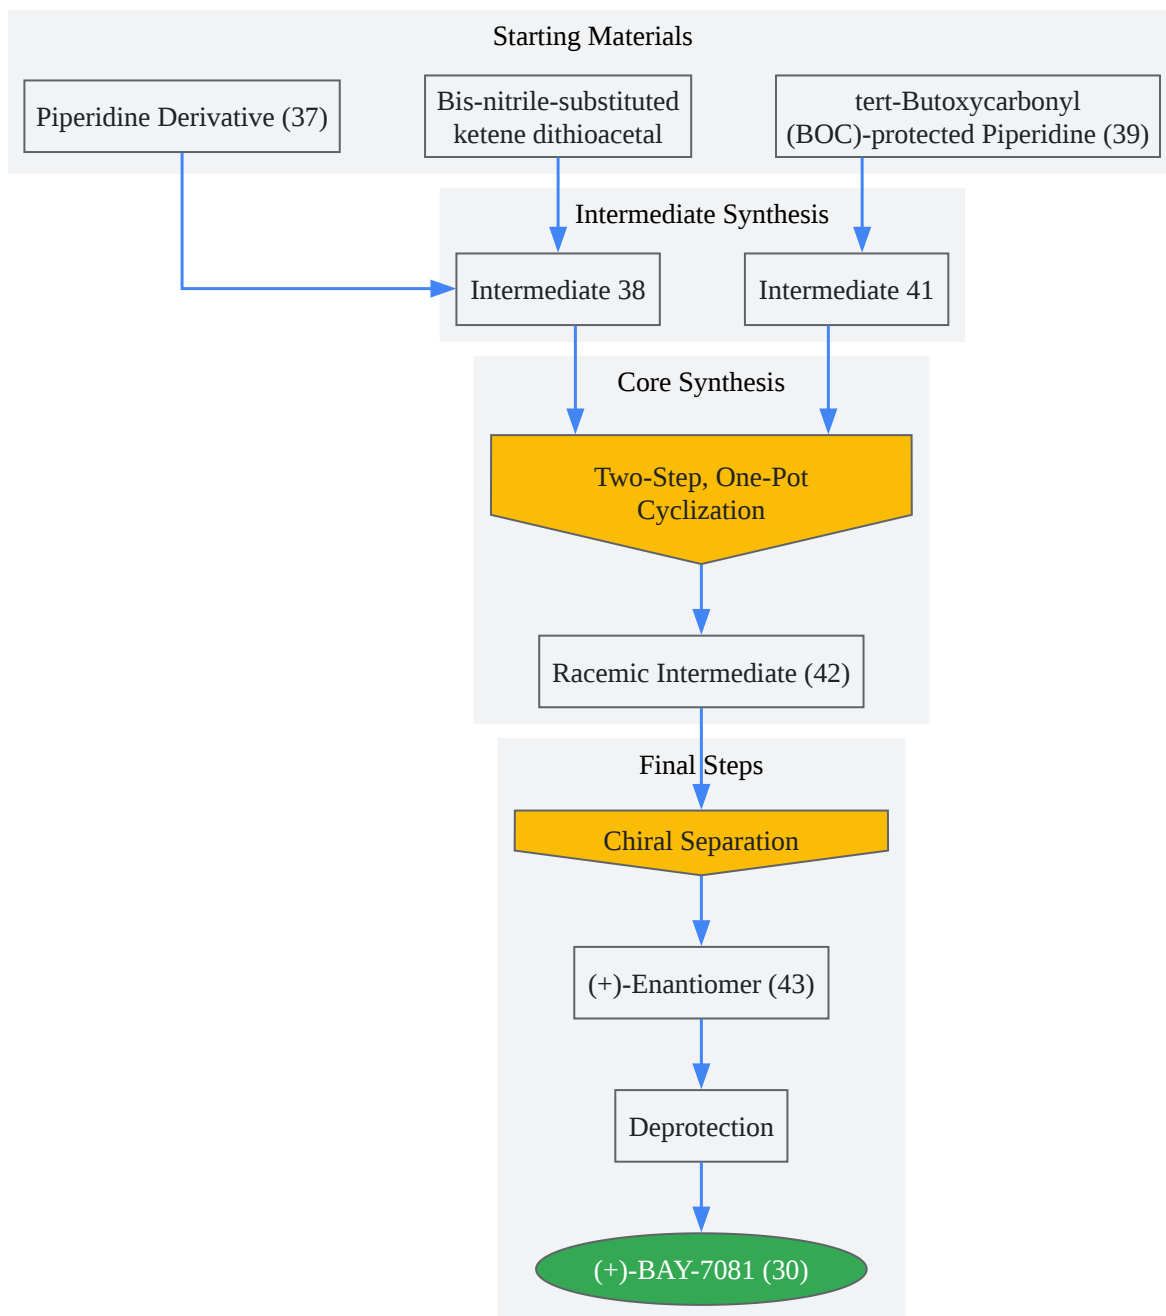 Starting Materials
Piperidine Derivative (37)
Bis-nitrile-substituted
ketene dithioacetal
tert-Butoxycarbonyl
(BOC)-protected Piperidine (39)
Intermediate Synthesis
Intermediate 38
Intermediate 41
Core Synthesis
Two-Step, One-Pot
Cyclization
Racemic Intermediate (42)
Final Steps
Chiral Separation
(+)-Enantiomer (43)
Deprotection
(+)-BAY-7081 (30)